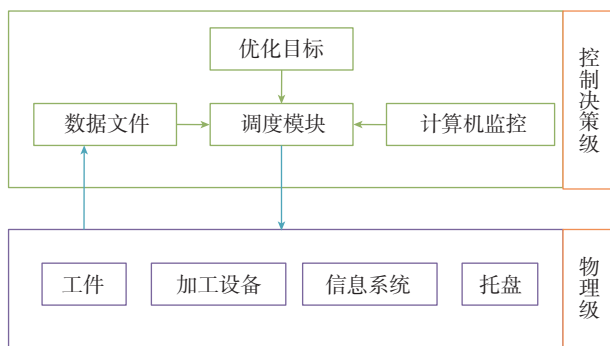 优化目标
数据文件
调度模块
计算机监控
控制决策级
工件
加工设备
信息系统
托盘
物理级